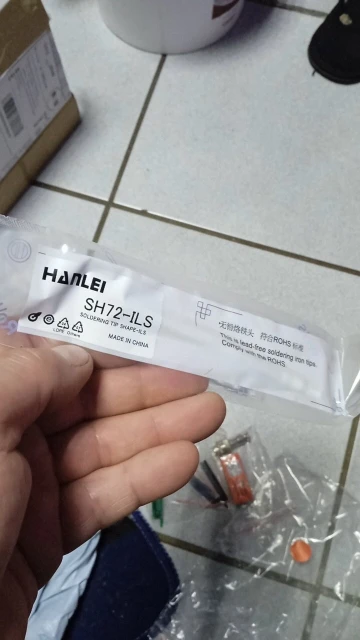 HANLEI
SH72-ILS
SOLDERING TIP SHAPE-ILS
LDPE
MADE IN CHINA
无铅烙铁头 符合ROHS 标准
This is lead-free soldering iron tips.
Comply with the ROHS